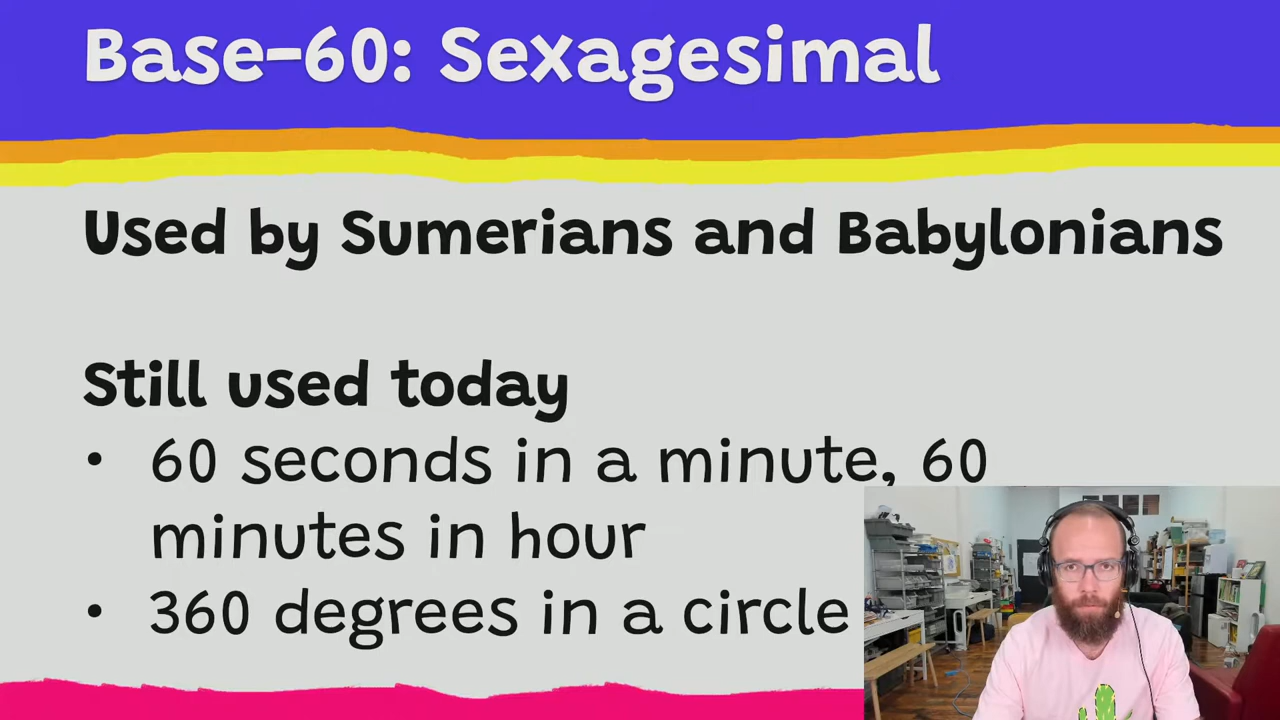 Base-60: Sexagesimal
Used by Sumerians and Babylonians
Still used today
• 60 seconds in a minute, 60
minutes in hour
• 360 degrees in a circle